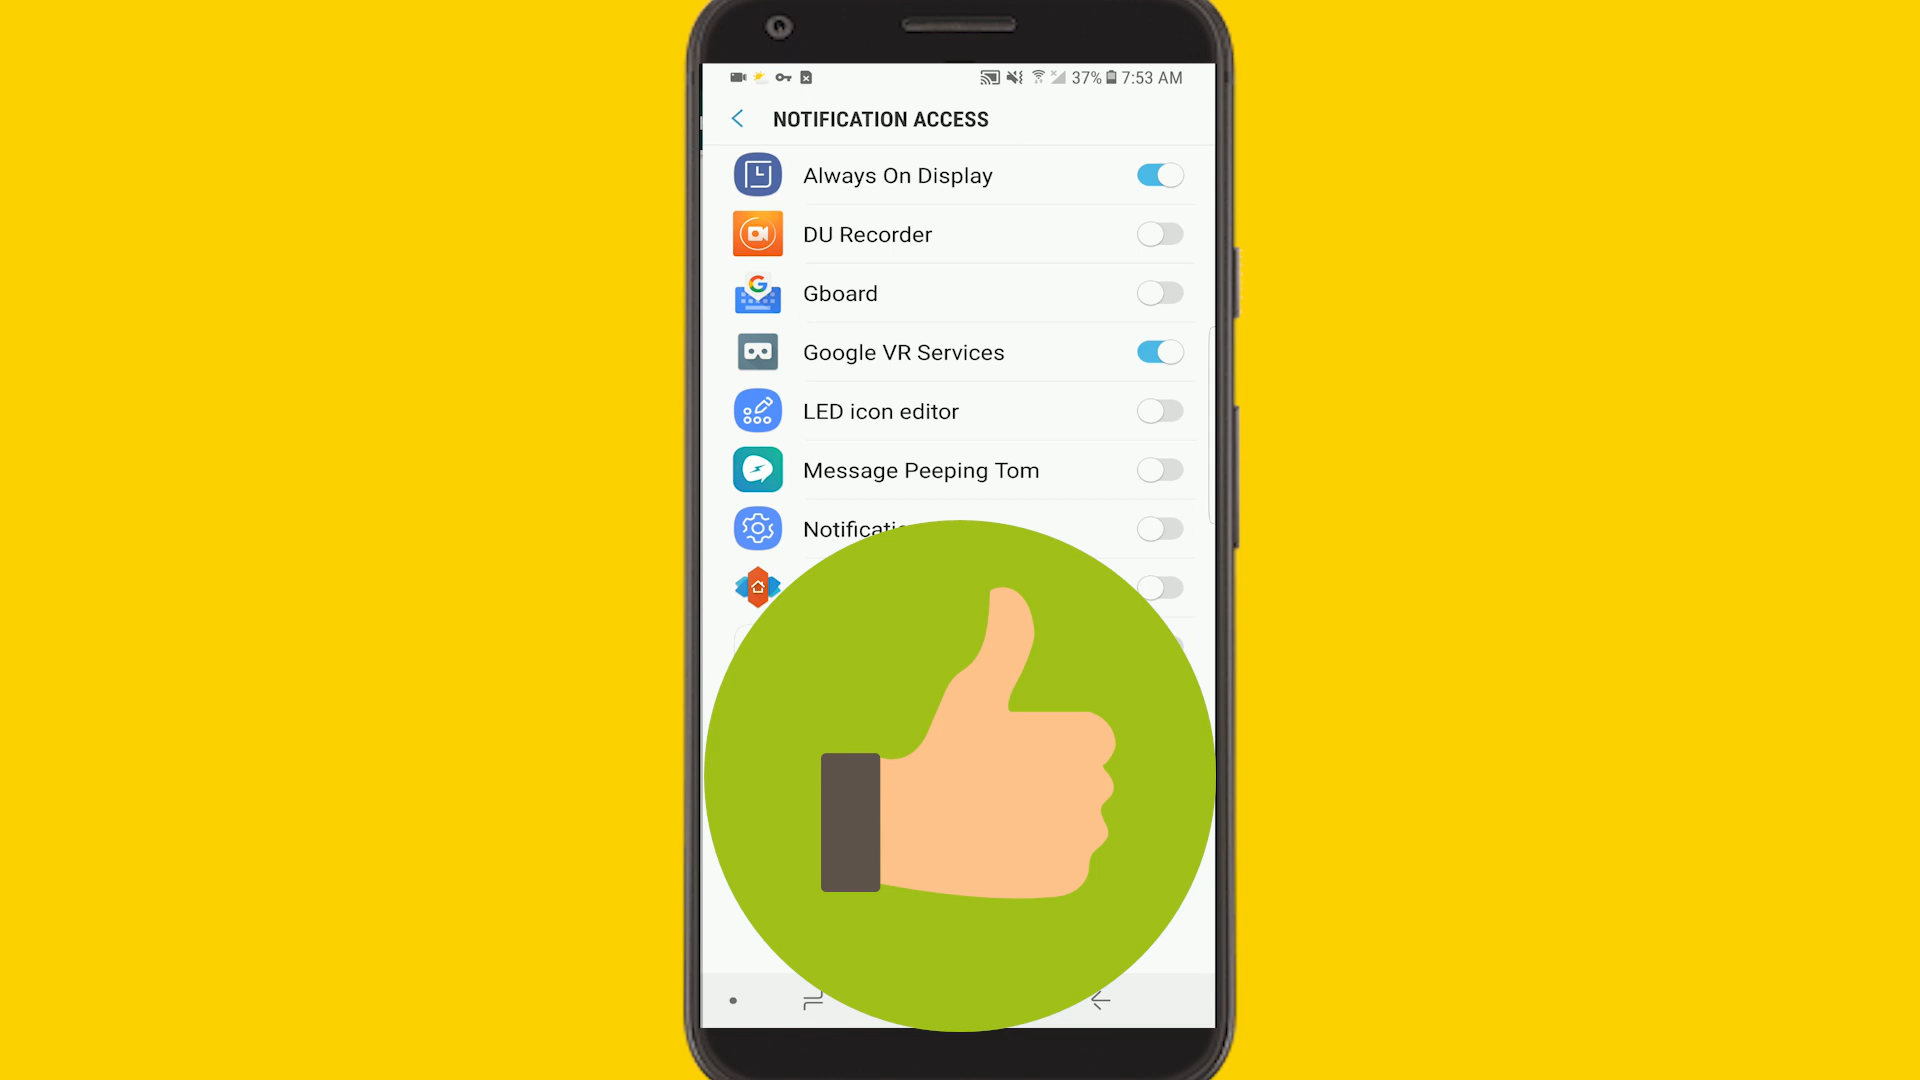 37% 7:53 AM
NOTIFICATION ACCESS
Always On Display
DU Recorder
Gboard
Google VR Services
LED icon editor
Message Peeping Tom